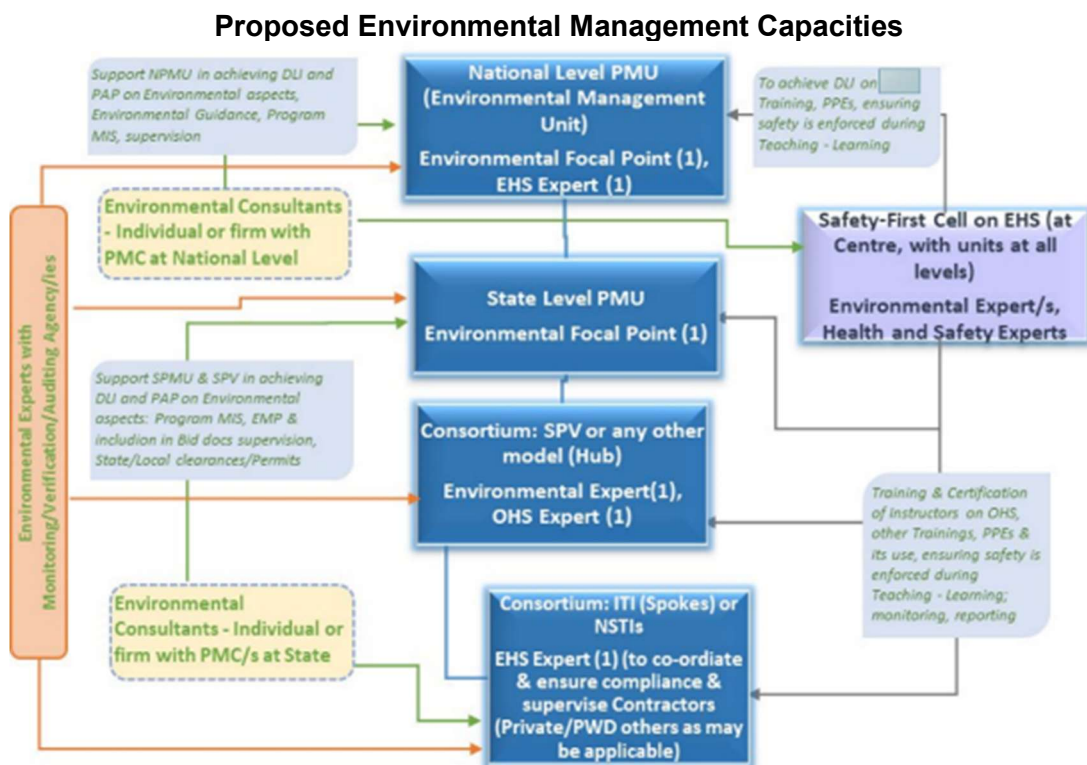 Proposed Environmental Management Capacities
Support NPMU in achieving DLI and
PAP on Environmental aspects,
Environmental Guidance, Program
MIS, supervision
National Level PMU
(Environmental Management
Unit)
Environmental Focal Point (1),
EHS Expert (1)
To achieve DLI on
Training, PPEs, ensuring
safety is enforced during
Teaching - Learning
Environmental Experts with
Monitoring/Verification/Auditing Agency/ies
Environmental Consultants
- Individual or firm with
PMC at National Level
Safety-First Cell on EHS (at
Centre, with units at all
levels)
Environmental Expert/s,
Health and Safety Experts
State Level PMU
Environmental Focal Point (1)
Support SPMU & SPV in achieving
DLI and PAP on Environmental
aspects: Program MIS, EMP &
includion in Bid docs supervision,
State/Local clearances/Permits
Consortium: SPV or any other
model (Hub)
Environmental Expert(1),
OHS Expert (1)
Training & Certification
of Instructors on OHS,
other Trainings, PPEs &
its use, ensuring safety is
enforced during
Teaching - Learning;
monitoring, reporting
Environmental
Consultants - Individual or
firm with PMC/s at State
Consortium: ITI (Spokes) or
NSTIs
EHS Expert (1) (to co-ordiate
& ensure compliance &
supervise Contractors
(Private/PWD others as may
be applicable)